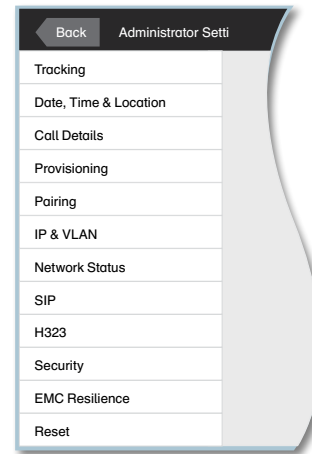 Back Administrator Setti
Tracking
Date, Time & Location
Call Details
Provisioning
Pairing
IP & VLAN
Network Status
SIP
H323
Security
EMC Resilience
Reset